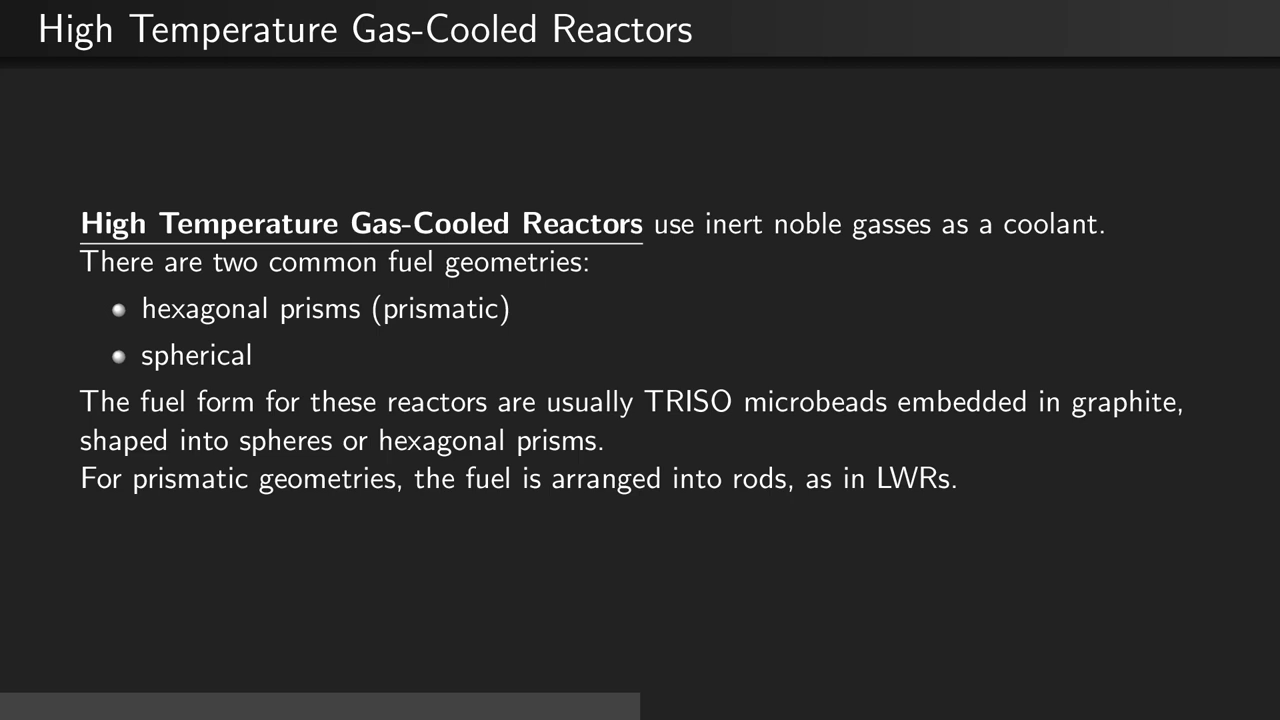 High Temperature Gas-Cooled Reactors
High Temperature Gas-Cooled Reactors use inert noble gasses as a coolant.
There are two common fuel geometries:
hexagonal prisms (prismatic)
spherical
The fuel form for these reactors are usually TRISO microbeads embedded in graphite,
shaped into spheres or hexagonal prisms.
For prismatic geometries, the fuel is arranged into rods, as in LWRs.